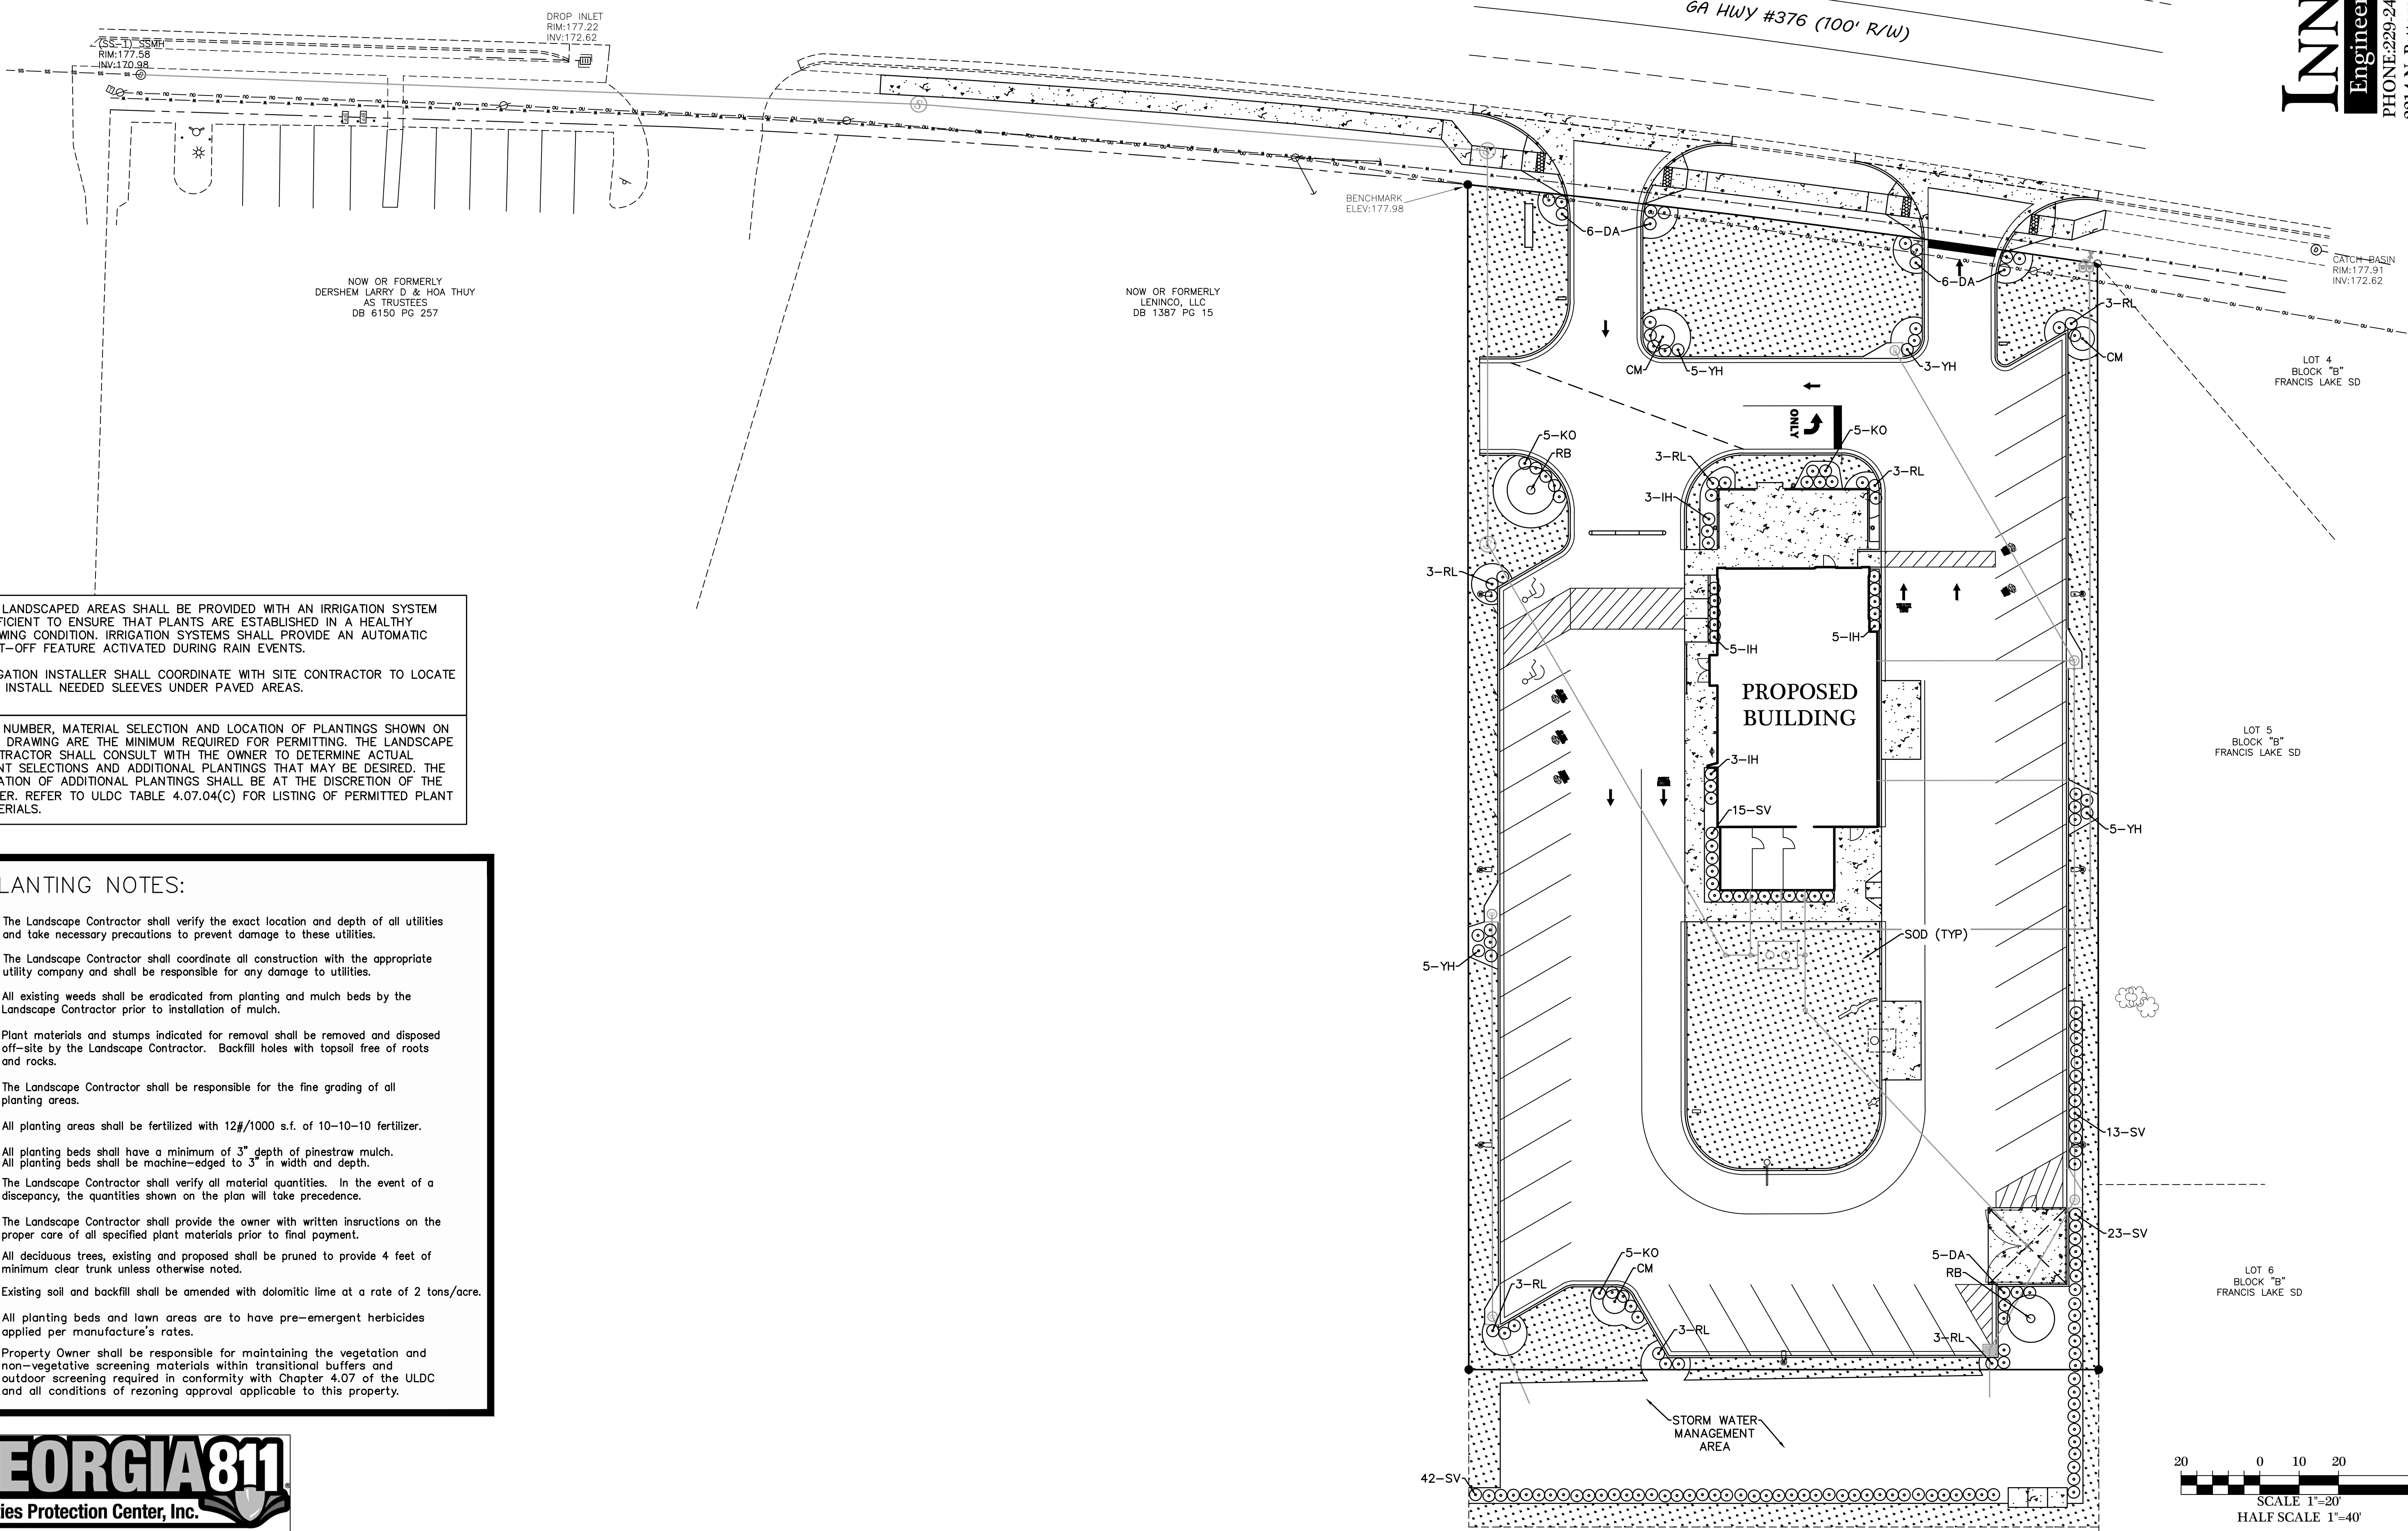 DROP INLET
RIM:177.22
INV:172.62
(SS-1) SSMH
RIM:177.58
INV:170.98
GA HWY #376 (100' R/W)
INN
Engineer
PHONE:229-24
BENCHMARK
ELEV:177.98
CATCH BASIN
RIM:177.91
INV:172.62
NOW OR FORMERLY
DERSHEM LARRY D & HOA THUY
AS TRUSTEES
DB 6150 PG 257
NOW OR FORMERLY
LENINCO, LLC
DB 1387 PG 15
6-DA
6-DA
3-RL
CM
CM
5-YH
3-YH
LOT 4
BLOCK "B"
FRANCIS LAKE SD
ONLY
5-KO
RB
5-KO
3-RL
3-RL
3-IH
3-RL
5-IH
5-IH
PROPOSED
BUILDING
3-IH
15-SV
5-YH
LOT 5
BLOCK "B"
FRANCIS LAKE SD
SOD (TYP)
5-YH
13-SV
23-SV
5-KO
CM
5-DA
RB
3-RL
3-RL
3-RL
LOT 6
BLOCK "B"
FRANCIS LAKE SD
STORM WATER
MANAGEMENT
AREA
42-SV
20 0 10 20
SCALE 1"=20'
HALF SCALE 1"=40'
LANDSCAPED AREAS SHALL BE PROVIDED WITH AN IRRIGATION SYSTEM
FICIENT TO ENSURE THAT PLANTS ARE ESTABLISHED IN A HEALTHY
WING CONDITION. IRRIGATION SYSTEMS SHALL PROVIDE AN AUTOMATIC
T-OFF FEATURE ACTIVATED DURING RAIN EVENTS.
GATION INSTALLER SHALL COORDINATE WITH SITE CONTRACTOR TO LOCATE
INSTALL NEEDED SLEEVES UNDER PAVED AREAS.
NUMBER, MATERIAL SELECTION AND LOCATION OF PLANTINGS SHOWN ON
DRAWING ARE THE MINIMUM REQUIRED FOR PERMITTING. THE LANDSCAPE
TRACTOR SHALL CONSULT WITH THE OWNER TO DETERMINE ACTUAL
NT SELECTIONS AND ADDITIONAL PLANTINGS THAT MAY BE DESIRED. THE
ATION OF ADDITIONAL PLANTINGS SHALL BE AT THE DISCRETION OF THE
ER. REFER TO ULDC TABLE 4.07.04(C) FOR LISTING OF PERMITTED PLANT
ERIALS.
LANTING NOTES:
The Landscape Contractor shall verify the exact location and depth of all utilities
and take necessary precautions to prevent damage to these utilities.
The Landscape Contractor shall coordinate all construction with the appropriate
utility company and shall be responsible for any damage to utilities.
All existing weeds shall be eradicated from planting and mulch beds by the
Landscape Contractor prior to installation of mulch.
Plant materials and stumps indicated for removal shall be removed and disposed
off-site by the Landscape Contractor. Backfill holes with topsoil free of roots
and rocks.
The Landscape Contractor shall be responsible for the fine grading of all
planting areas.
All planting areas shall be fertilized with 12#/1000 s.f. of 10-10-10 fertilizer.
All planting beds shall have a minimum of 3" depth of pinestraw mulch.
All planting beds shall be machine-edged to 3" in width and depth.
The Landscape Contractor shall verify all material quantities. In the event of a
discepancy, the quantities shown on the plan will take precedence.
The Landscape Contractor shall provide the owner with written insructions on the
proper care of all specified plant materials prior to final payment.
All deciduous trees, existing and proposed shall be pruned to provide 4 feet of
minimum clear trunk unless otherwise noted.
Existing soil and backfill shall be amended with dolomitic lime at a rate of 2 tons/acre.
All planting beds and lawn areas are to have pre-emergent herbicides
applied per manufacture's rates.
Property Owner shall be responsible for maintaining the vegetation and
non-vegetative screening materials within transitional buffers and
outdoor screening required in conformity with Chapter 4.07 of the ULDC
and all conditions of rezoning approval applicable to this property.
EORGIA811
ies Protection Center, Inc.